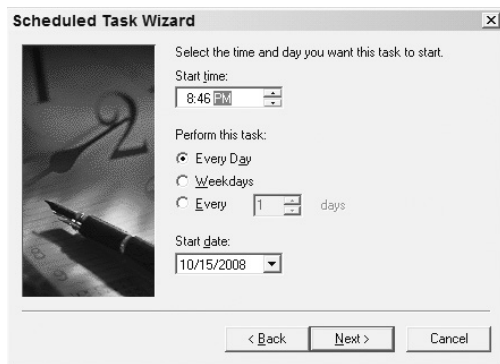 Scheduled Task Wizard
Select the time and day you want this task to start.
Start time:
8:46 PM
Perform this task:
Every Day
Weekdays
Every 1 days
Start date:
10/15/2008
< Back Next > Cancel